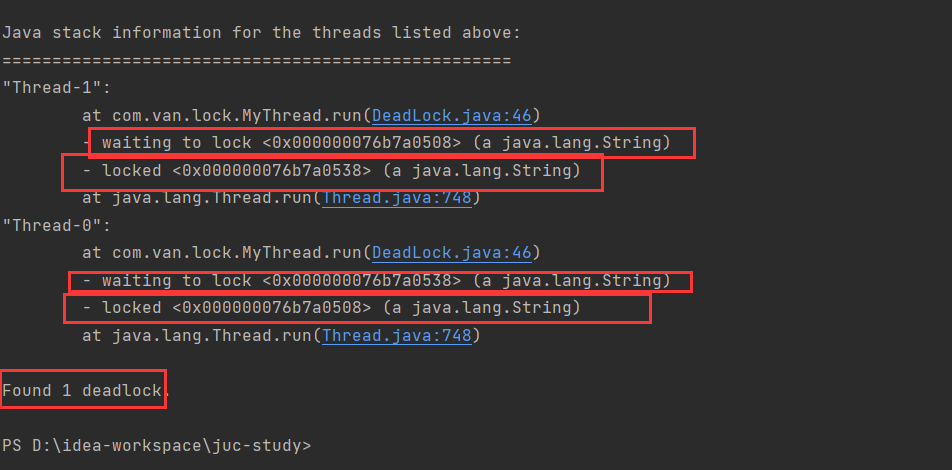 Java stack information for the threads listed above:
===================================================
"Thread-1":
at com.van.lock.MyThread.run(DeadLock.java:46)
- waiting to lock <0x000000076b7a0508> (a java.lang.String)
- locked <0x000000076b7a0538> (a java.lang.String)
at java.lang.Thread.run(Thread.java:748)
"Thread-0":
at com.van.lock.MyThread.run(DeadLock.java:46)
- waiting to lock <0x000000076b7a0538> (a java.lang.String)
- locked <0x000000076b7a0508> (a java.lang.String)
at java.lang.Thread.run(Thread.java:748)
Found 1 deadlock.
PS D:\idea-workspace\juc-study>